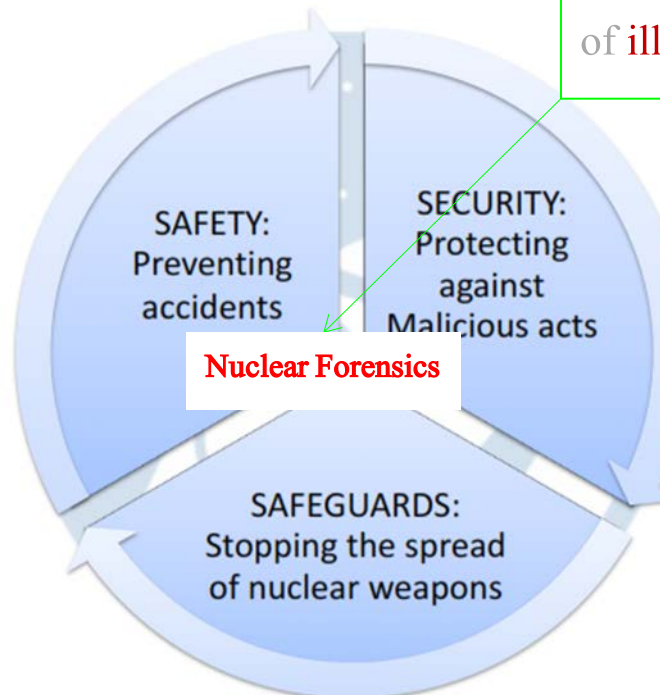 of ill
SAFETY:
Preventing
accidents
SECURITY:
Protecting
against
Malicious acts
Nuclear Forensics
SAFEGUARDS:
Stopping the spread
of nuclear weapons